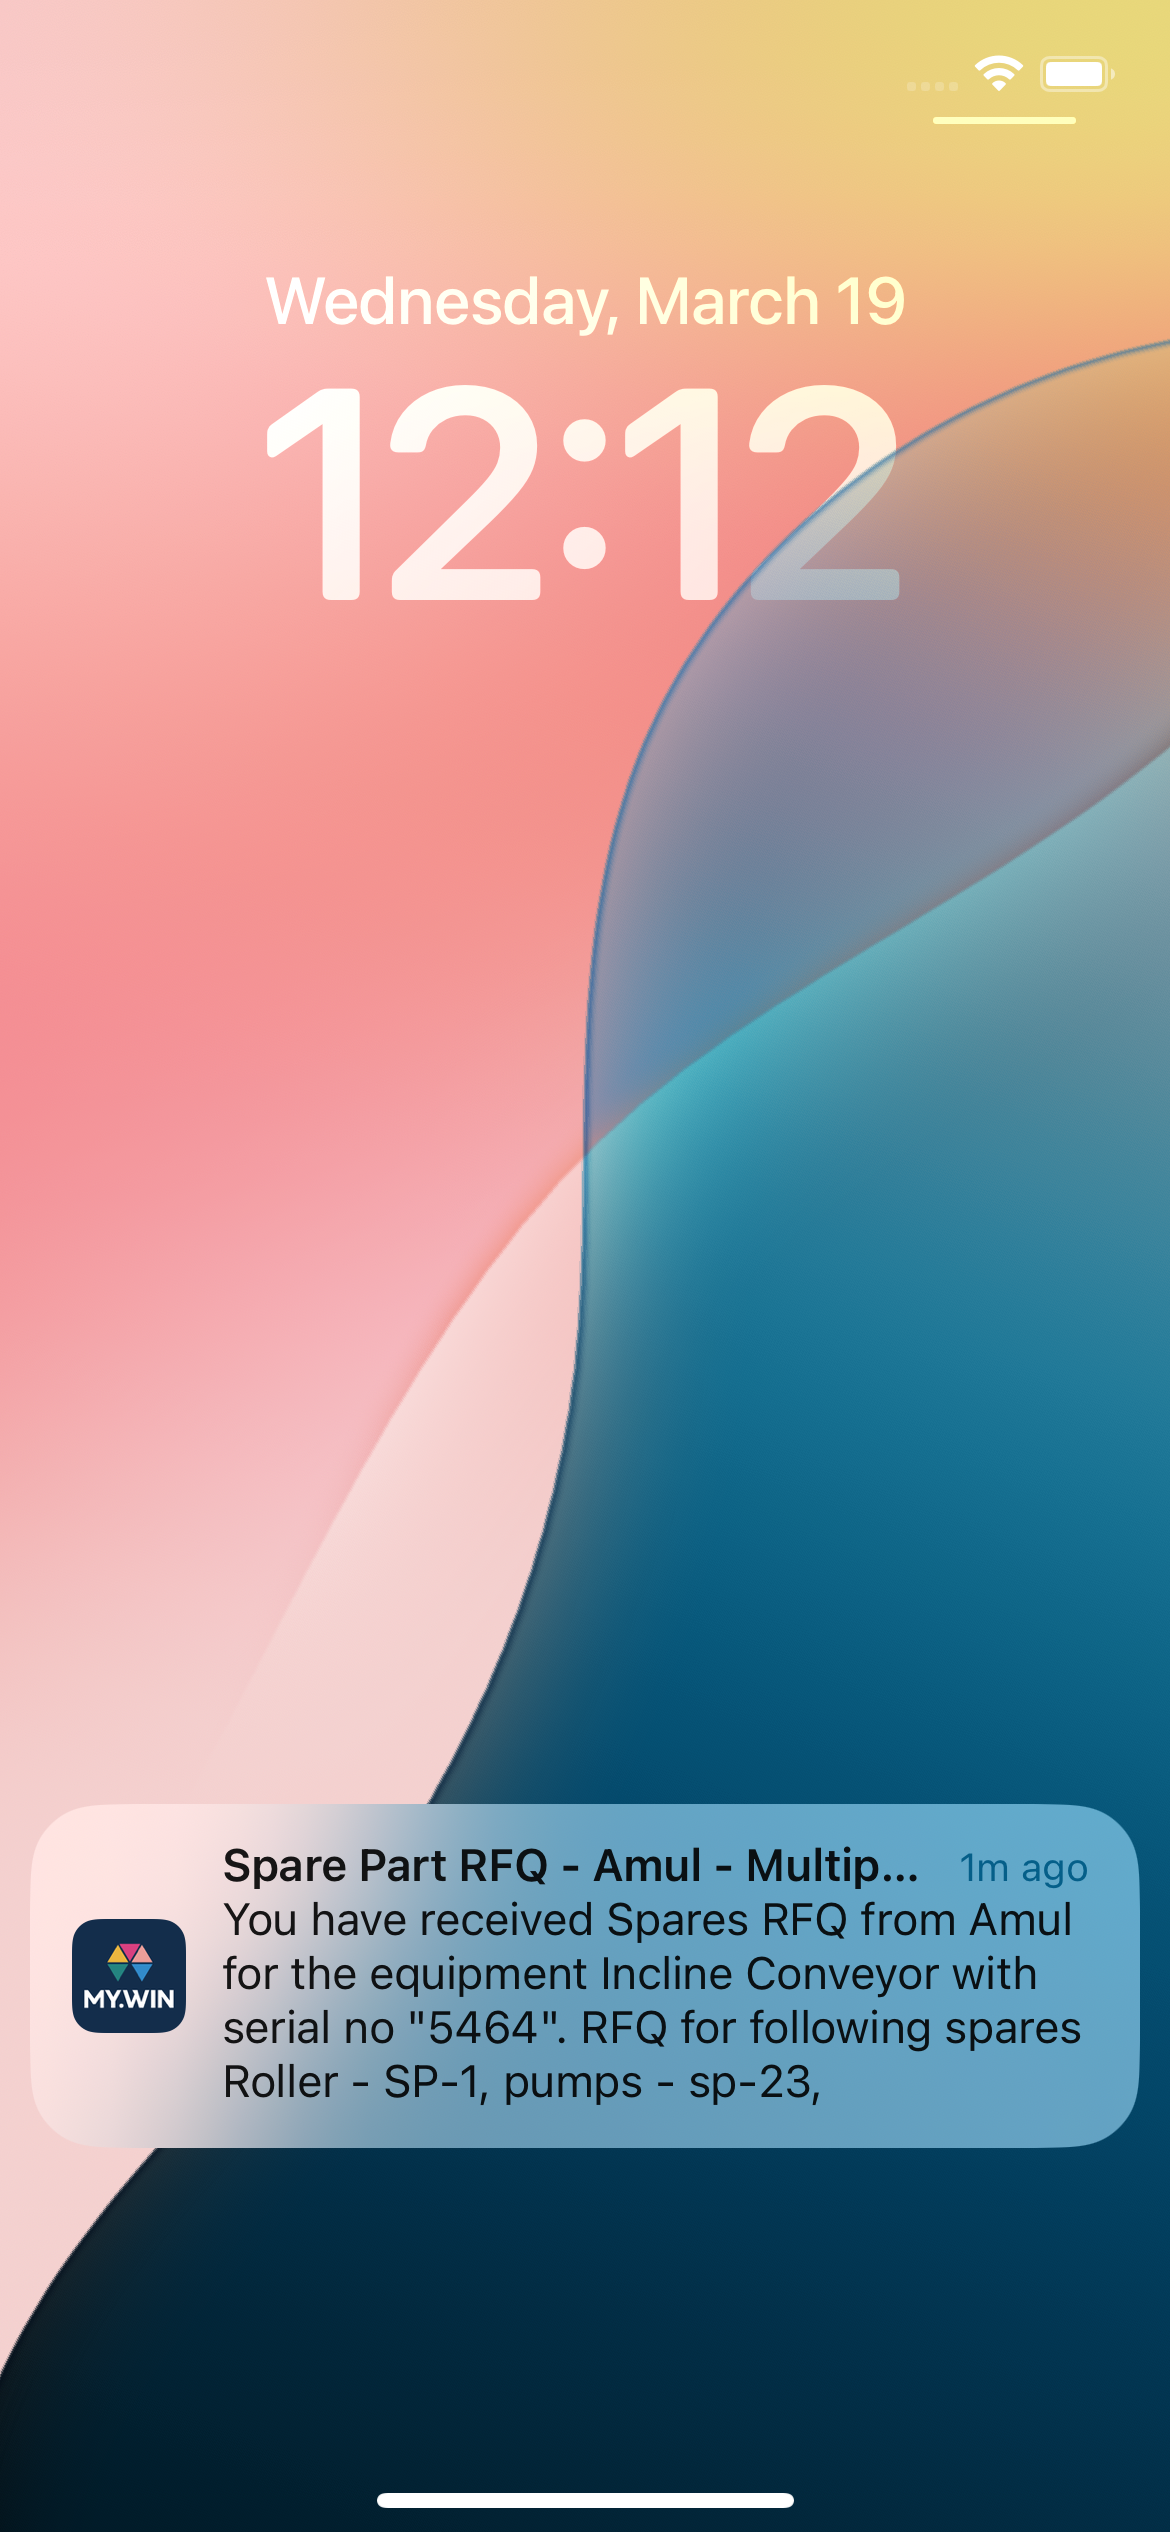 Wednesday, March 19
12:12
Spare Part RFQ - Amul - Multip... 1m ago
You have received Spares RFQ from Amul
for the equipment Incline Conveyor with
serial no "5464". RFQ for following spares
Roller - SP-1, pumps - sp-23,
MY.WIN